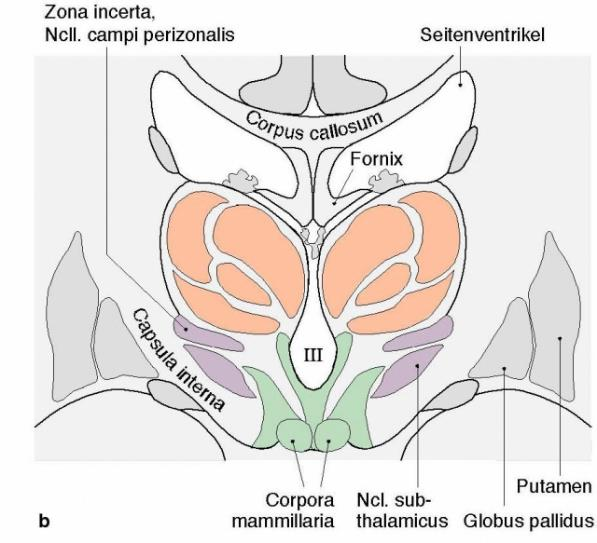 Zona incerta,
Ncll. campi perizonalis
Seitenventrikel
Corpus callosum
Fornix
III
Capsula interna
Corpora
mammillaria
Ncl. sub-
thalamicus
Globus pallidus
Putamen
b